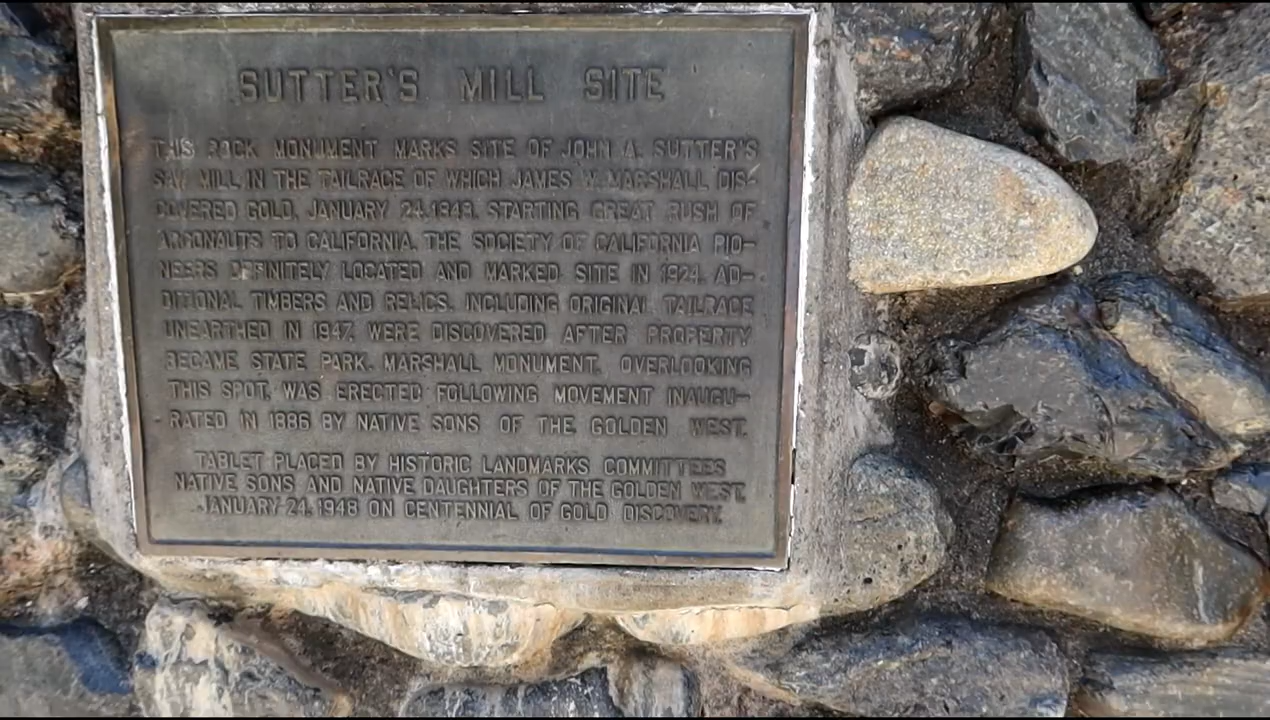 SUTTER'S MILL SITE
THIS ROCK MONUMENT MARKS SITE OF JOHN A. SUTTER'S
SAW MILL IN THE TAILRACE OF WHICH JAMES W. MARSHALL DIS-
COVERED GOLD, JANUARY 24, 1848, STARTING GREAT RUSH OF
ARGONAUTS TO CALIFORNIA. THE SOCIETY OF CALIFORNIA PIO-
NEERS DEFINITELY LOCATED AND MARKED SITE IN 1924. AD-
DITIONAL TIMBERS AND RELICS, INCLUDING ORIGINAL TAILRACE
UNEARTHED IN 1947, WERE DISCOVERED AFTER PROPERTY
BECAME STATE PARK. MARSHALL MONUMENT, OVERLOOKING
THIS SPOT, WAS ERECTED FOLLOWING MOVEMENT INAUGU-
RATED IN 1886 BY NATIVE SONS OF THE GOLDEN WEST.
TABLET PLACED BY HISTORIC LANDMARKS COMMITTEES
NATIVE SONS AND NATIVE DAUGHTERS OF THE GOLDEN WEST.
JANUARY 24, 1948 ON CENTENNIAL OF GOLD DISCOVERY.